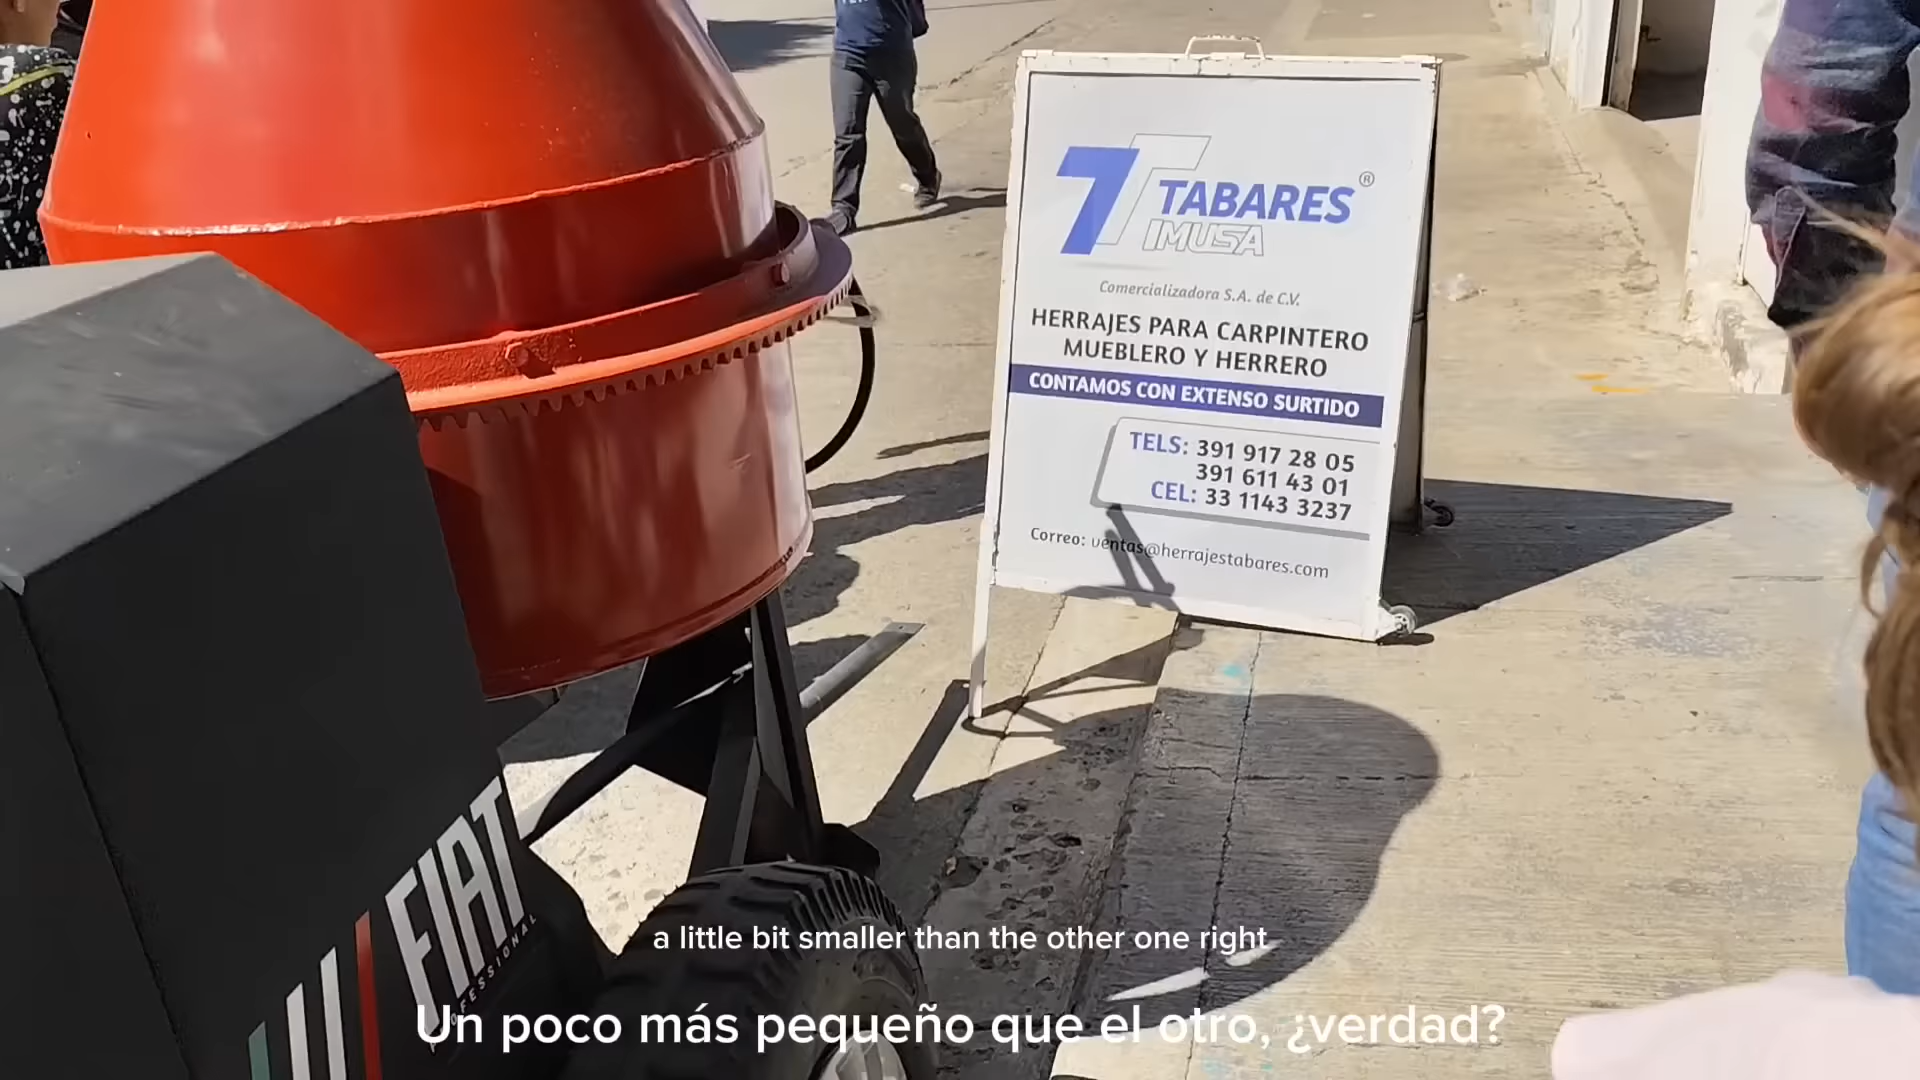 TABARES®
IMUSA
Comercializadora S.A. de C.V.
HERRAJES PARA CARPINTERO
MUEBLERO Y HERRERO
CONTAMOS CON EXTENSO SURTIDO
TELS: 391 917 28 05
391 611 43 01
CEL: 33 1143 3237
Correo: ventas@herrajestabares.com
FIAT
PROFESSIONAL
a little bit smaller than the other one right
Un poco más pequeño que el otro, ¿verdad?